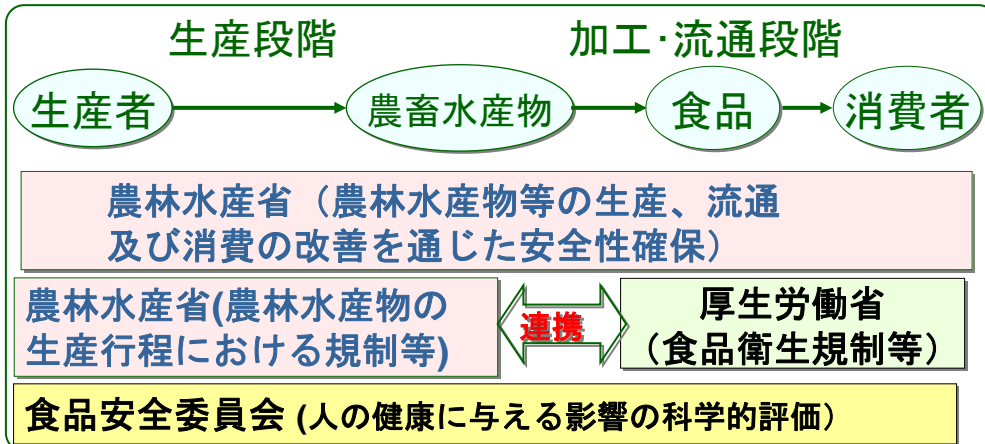 生産段階 加工・流通段階
生産者 農畜水産物 食品 消費者
農林水産省（農林水産物等の生産、流通
及び消費の改善を通じた安全性確保）
農林水産省(農林水産物の
生産行程における規制等)
連携
厚生労働省
（食品衛生規制等）
食品安全委員会 (人の健康に与える影響の科学的評価）